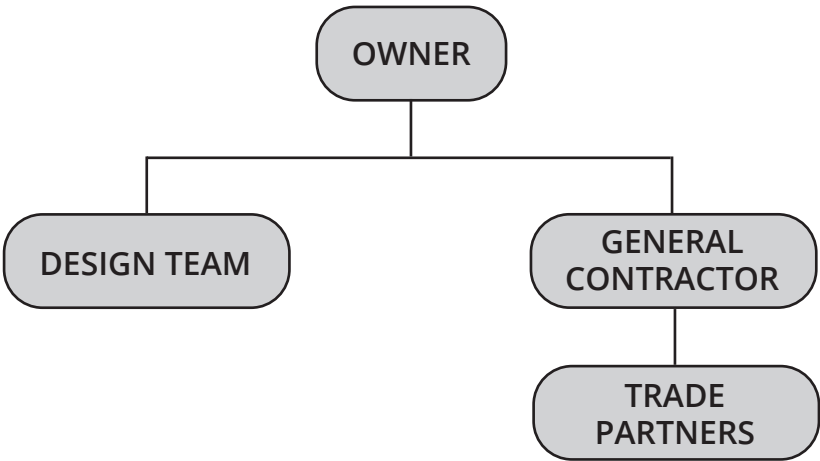 OWNER
DESIGN TEAM
GENERAL
CONTRACTOR
TRADE
PARTNERS